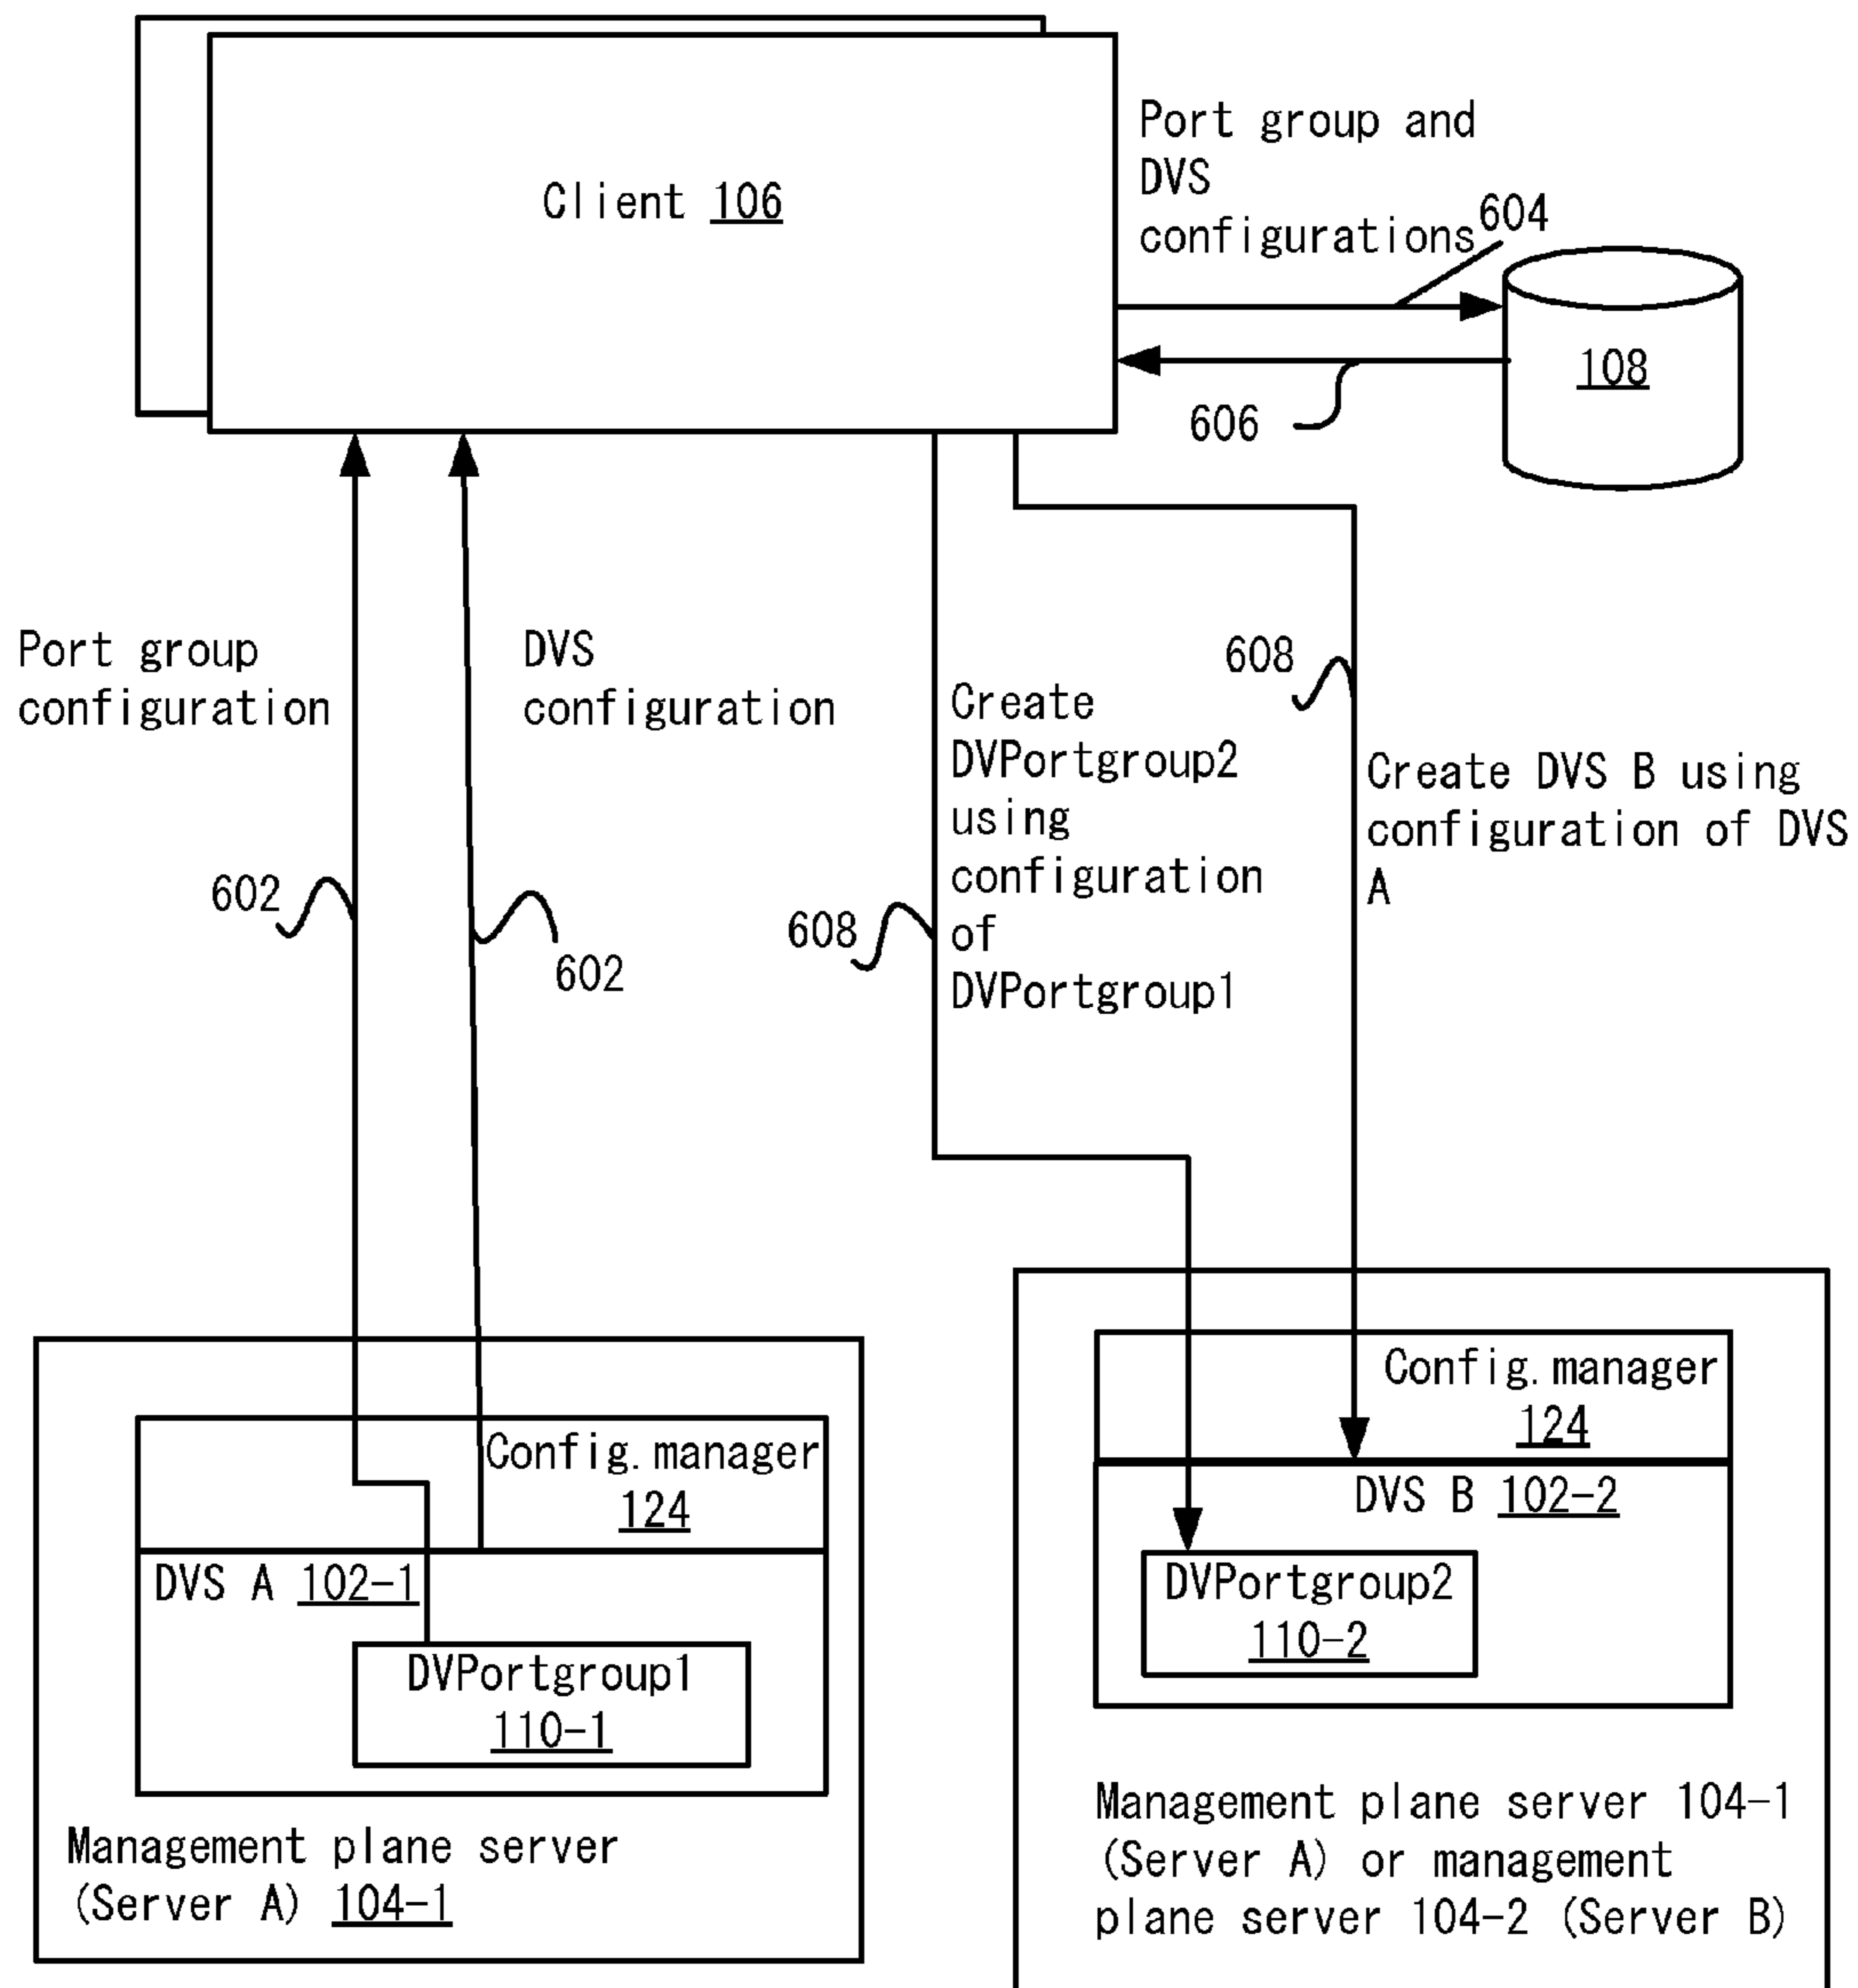 Client 106
Port group and
DVS
configurations
604
108
606
Port group
configuration
DVS
configuration
602
602
Create
DVPortgroup2
using
configuration
of
DVPortgroup1
608
608
Create DVS B using
configuration of DVS
A
Config.manager
124
DVS A 102-1
DVPortgroup1
110-1
Management plane server
(Server A) 104-1
Config.manager
124
DVS B 102-2
DVPortgroup2
110-2
Management plane server 104-1
(Server A) or management
plane server 104-2 (Server B)